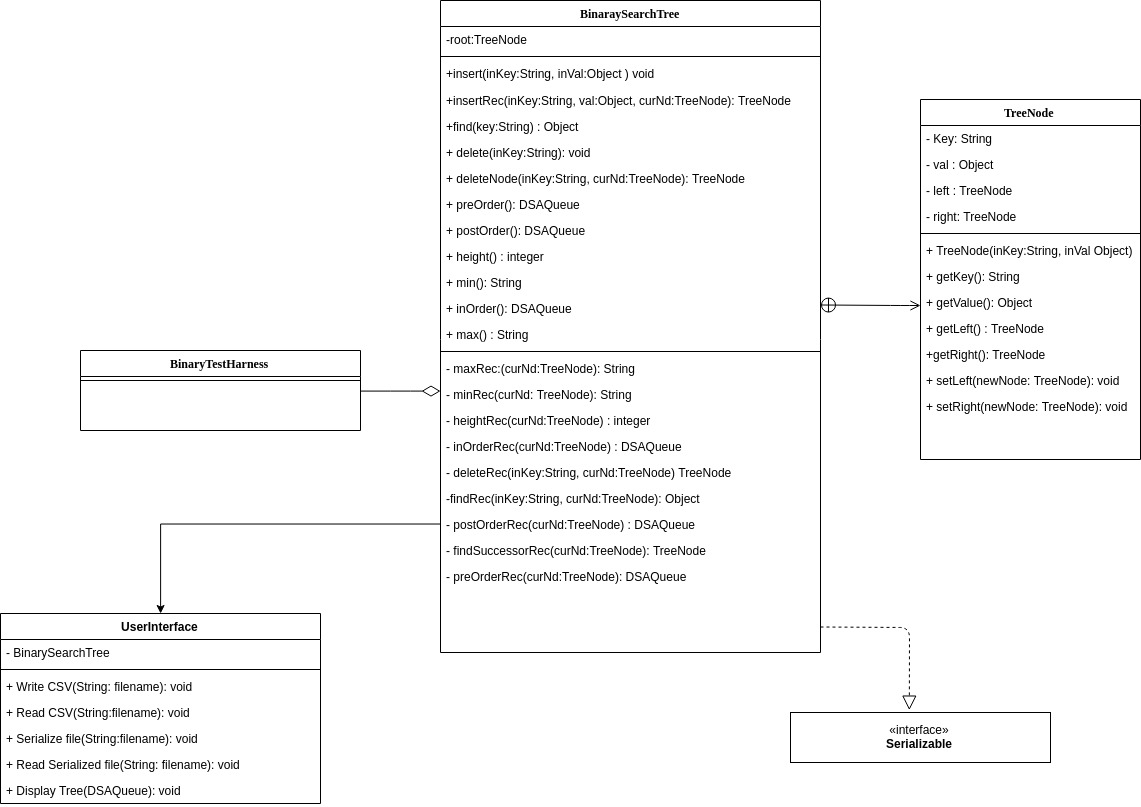 BinaraySearchTree
-root:TreeNode
+insert(inKey:String, inVal:Object ) void
+insertRec(inKey:String, val:Object, curNd:TreeNode): TreeNode
+find(key:String) : Object
+ delete(inKey:String): void
+ deleteNode(inKey:String, curNd:TreeNode): TreeNode
+ preOrder(): DSAQueue
+ postOrder(): DSAQueue
+ height() : integer
+ min(): String
+ inOrder(): DSAQueue
+ max() : String
- maxRec:(curNd:TreeNode): String
- minRec(curNd: TreeNode): String
- heightRec(curNd:TreeNode) : integer
- inOrderRec(curNd:TreeNode) : DSAQueue
- deleteRec(inKey:String, curNd:TreeNode) TreeNode
-findRec(inKey:String, curNd:TreeNode): Object
- postOrderRec(curNd:TreeNode) : DSAQueue
- findSuccessorRec(curNd:TreeNode): TreeNode
- preOrderRec(curNd:TreeNode): DSAQueue
TreeNode
- Key: String
- val : Object
- left : TreeNode
- right: TreeNode
+ TreeNode(inKey:String, inVal Object)
+ getKey(): String
+ getValue(): Object
+ getLeft() : TreeNode
+getRight(): TreeNode
+ setLeft(newNode: TreeNode): void
+ setRight(newNode: TreeNode): void
BinaryTestHarness
UserInterface
- BinarySearchTree
+ Write CSV(String: filename): void
+ Read CSV(String:filename): void
+ Serialize file(String:filename): void
+ Read Serialized file(String: filename): void
+ Display Tree(DSAQueue): void
«interface»
Serializable